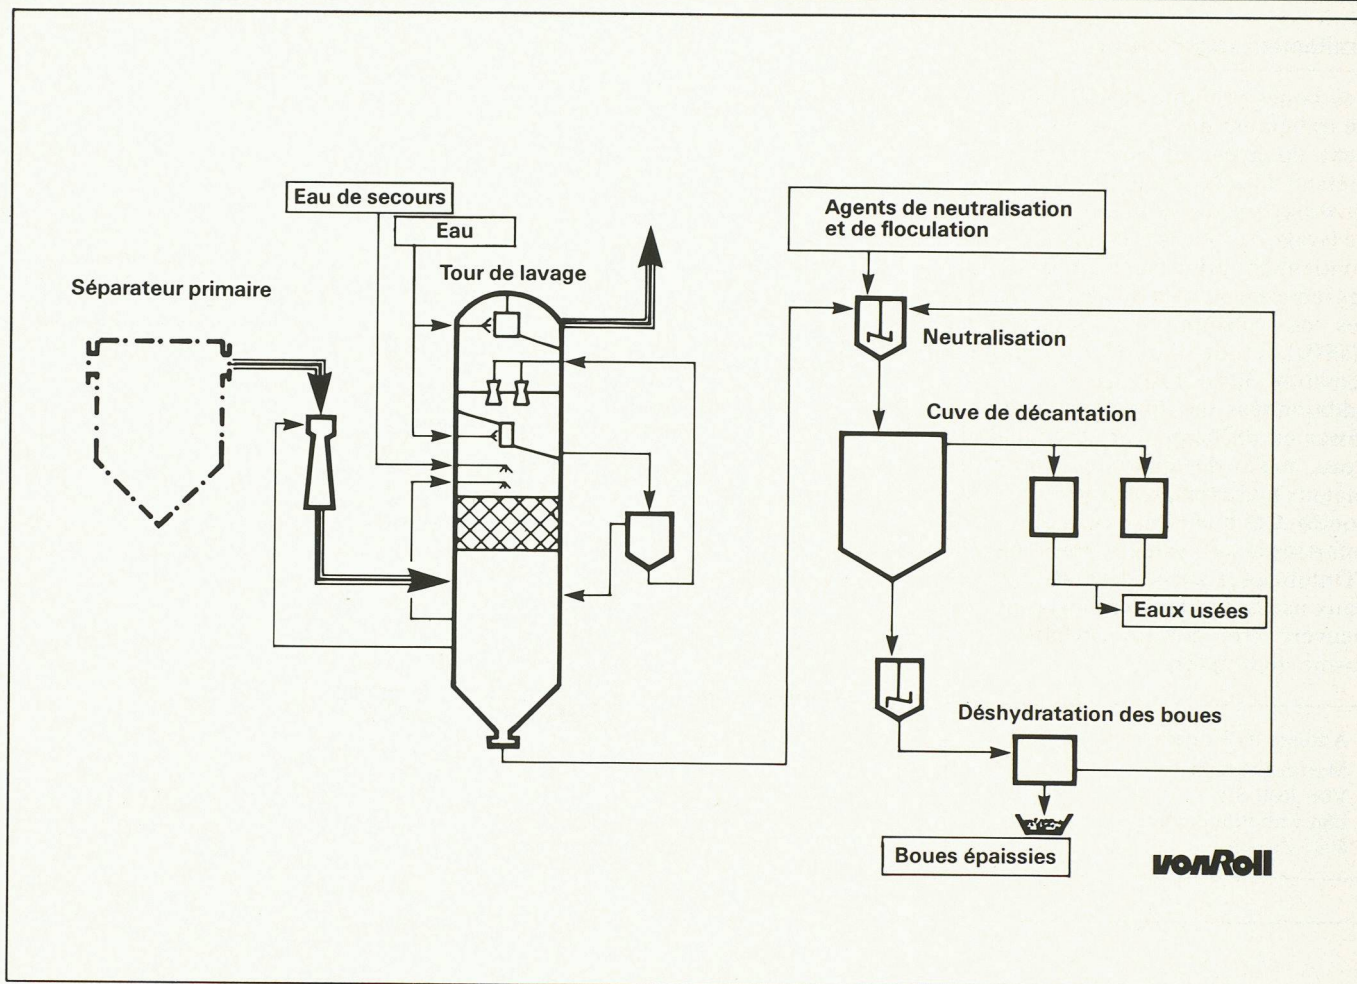 Eau de secours
Eau
Tour de lavage
Séparateur primaire
Agents de neutralisation
et de floculation
Neutralisation
Cuve de décantation
Eaux usées
Déshydratation des boues
Boues épaissies
vonRoll